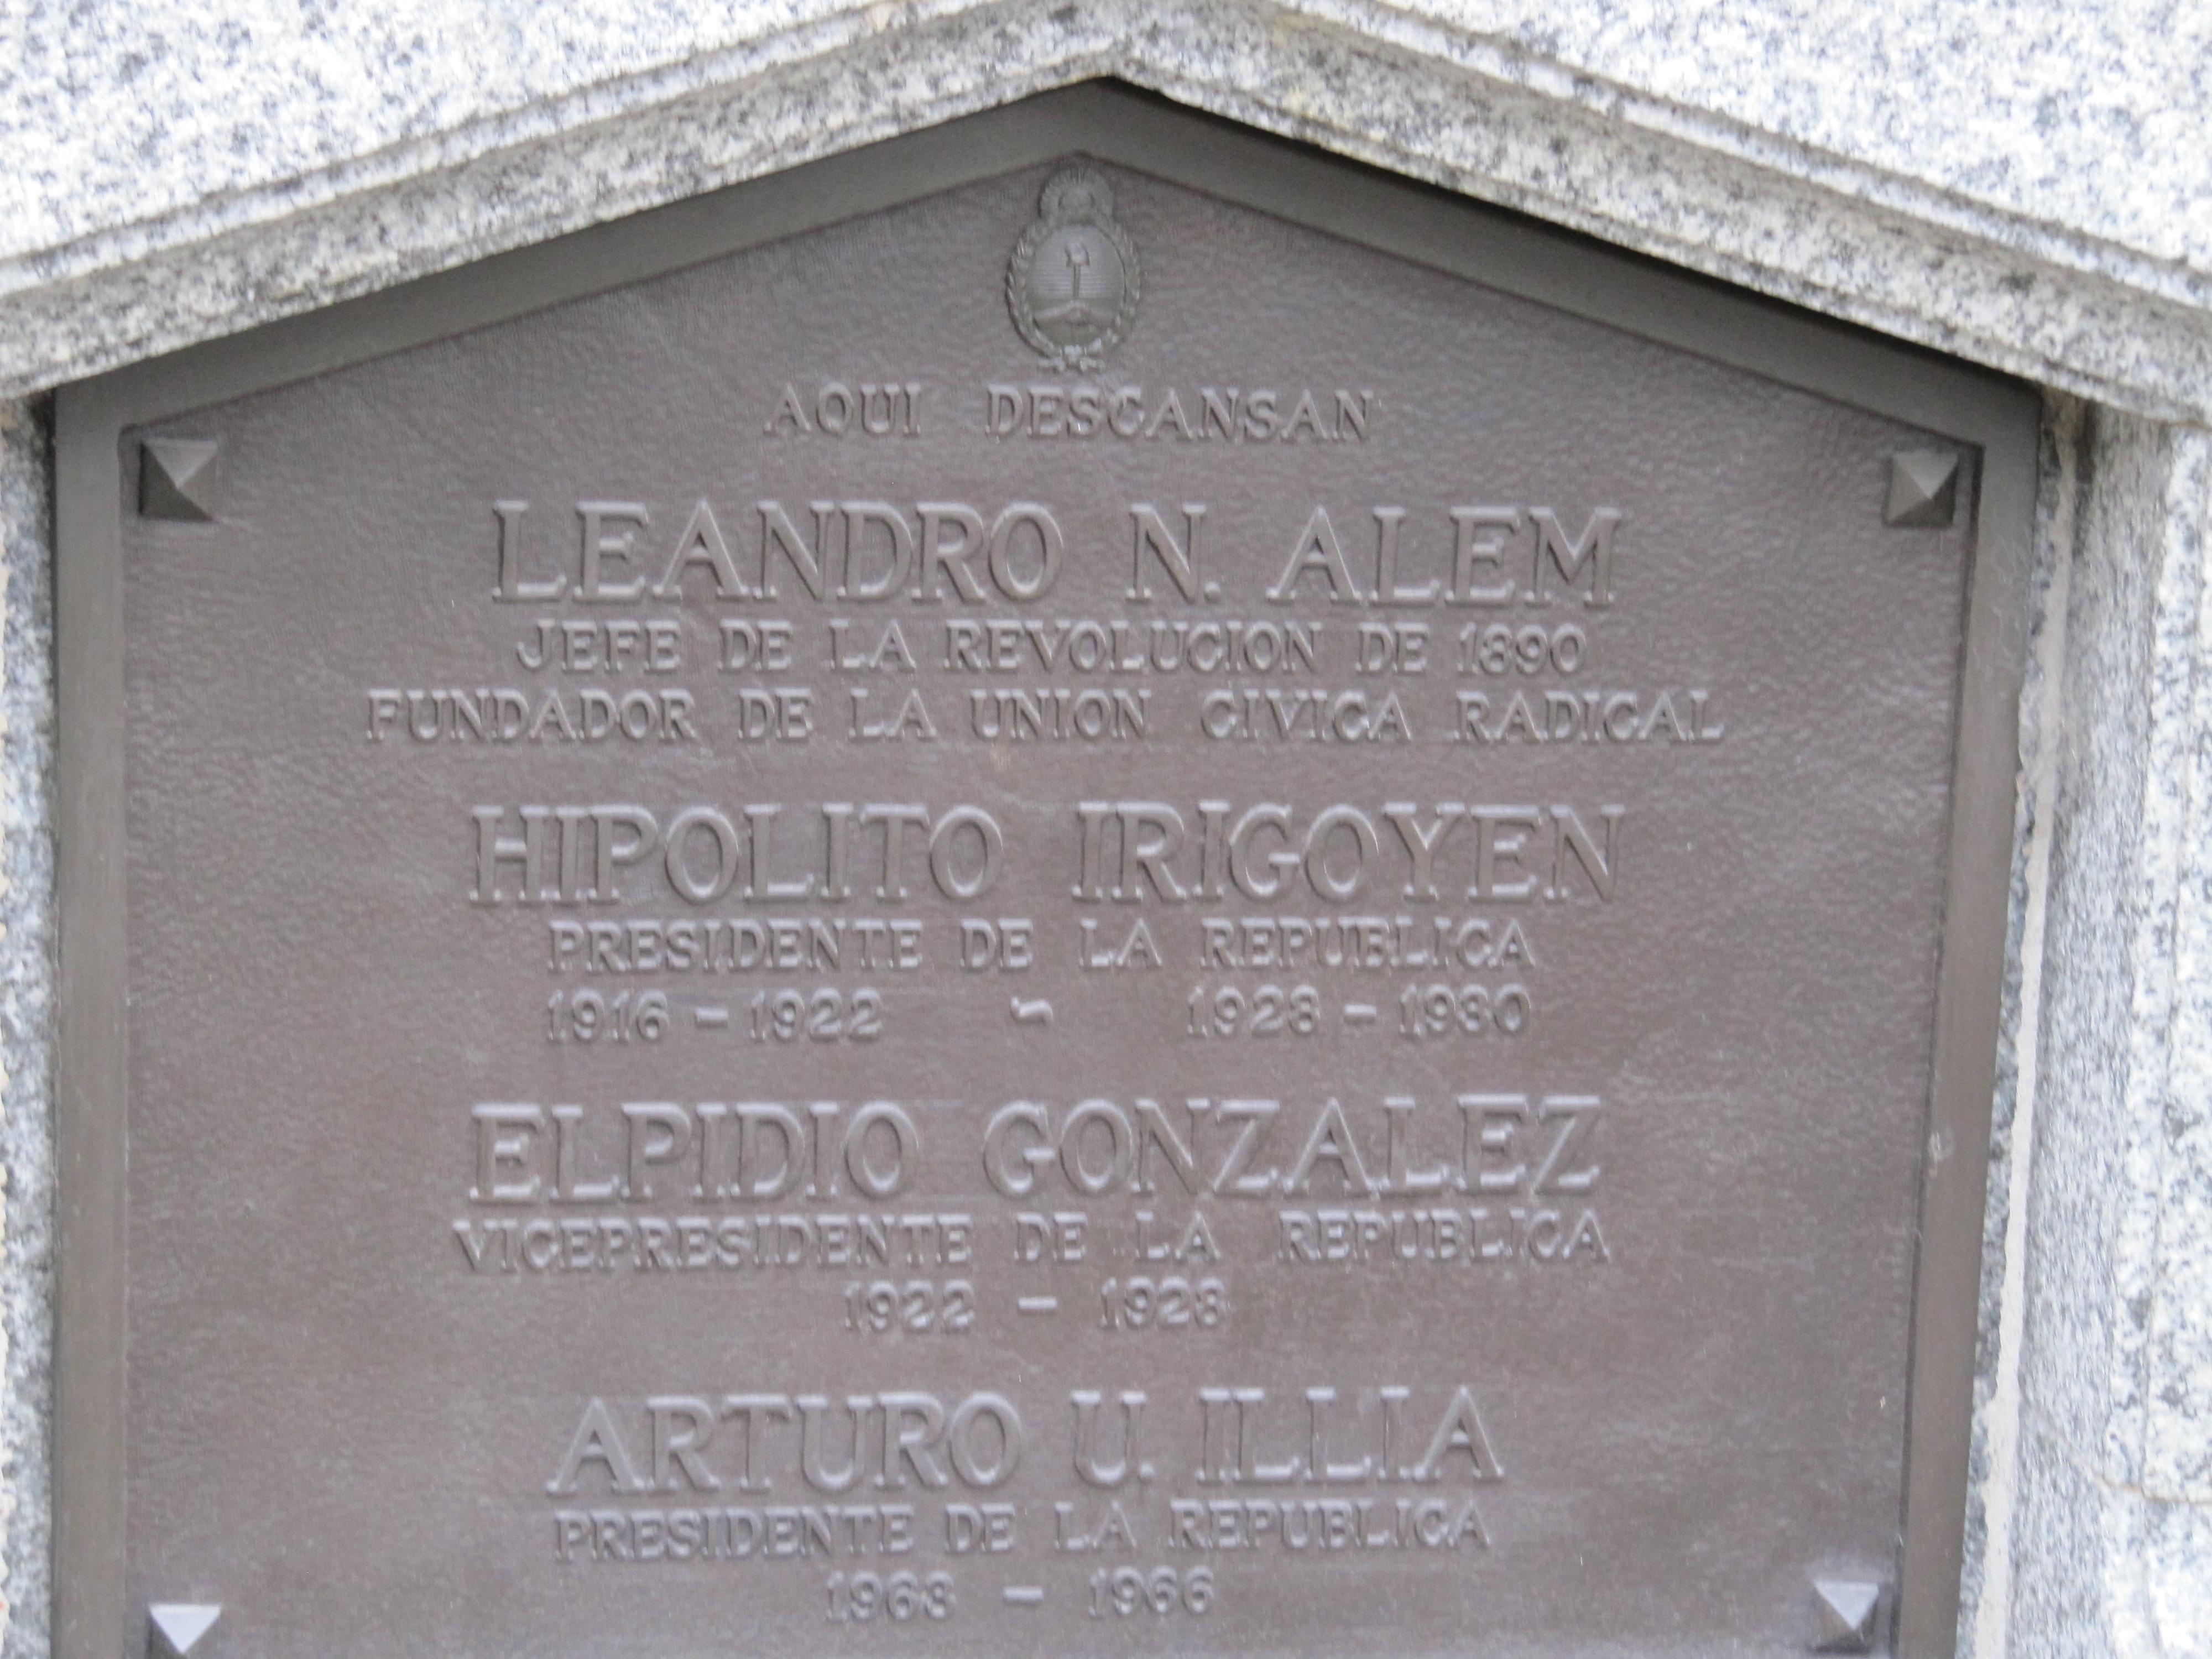 AQUI DESCANSAN
LEANDRO N. ALEM
JEFE DE LA REVOLUCION DE 1890
FUNDADOR DE LA UNION CIVICA RADICAL
HIPOLITO IRIGOYEN
PRESIDENTE DE LA REPUBLICA
1916 - 1922 ~ 1928 - 1930
ELPIDIO GONZALEZ
VICEPRESIDENTE DE LA REPUBLICA
1922 - 1928
ARTURO U. ILLIA
PRESIDENTE DE LA REPUBLICA
1963 - 1966